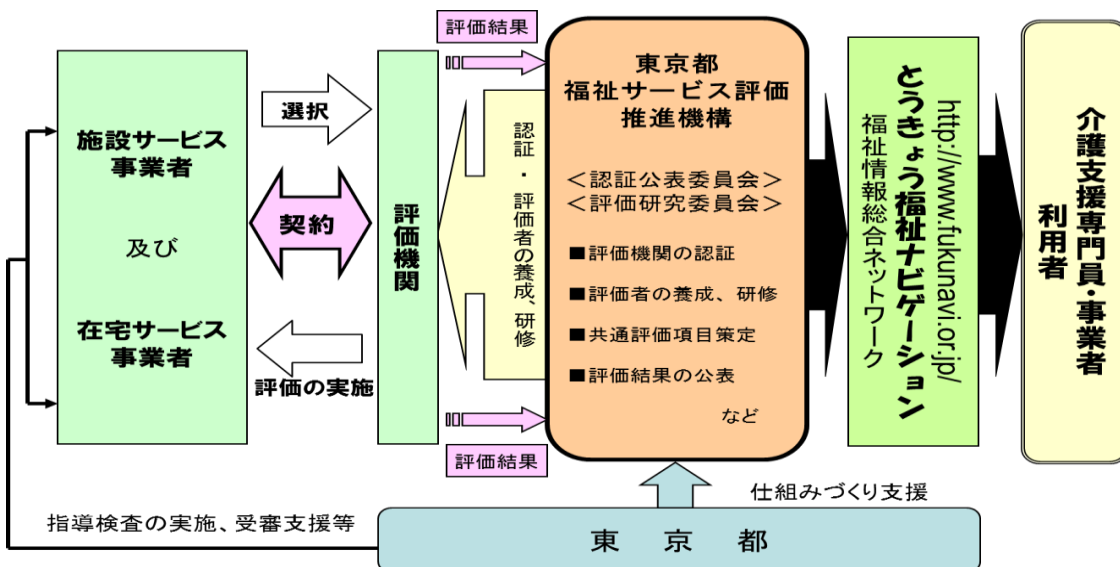 施設サービス
事業者
及び
在宅サービス
事業者
選択
契約
評価の実施
評価機関
評価結果
認証・評価者の養成、研修
評価結果
東京都
福祉サービス評価
推進機構
＜認証公表委員会＞
＜評価研究委員会＞
■評価機関の認証
■評価者の養成、研修
■共通評価項目策定
■評価結果の公表
など
http://www.fukunavi.or.jp/
とうきょう福祉ナビゲーション
福祉情報総合ネットワーク
介護支援専門員・事業者
利用者
仕組みづくり支援
指導検査の実施、受審支援等
東京都